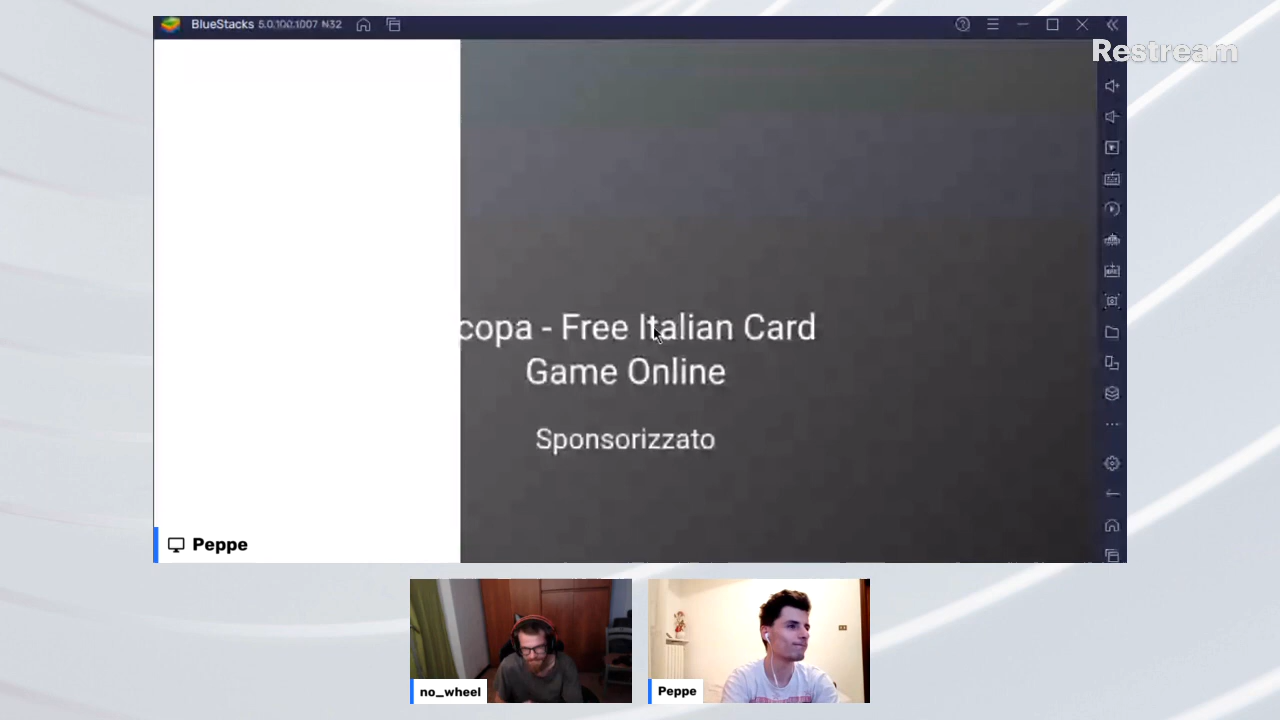 BlueStacks 5.0.100.1007 N32
Restream
copa - Free Italian Card
Game Online
Sponsorizzato
Peppe
no_wheel
Peppe